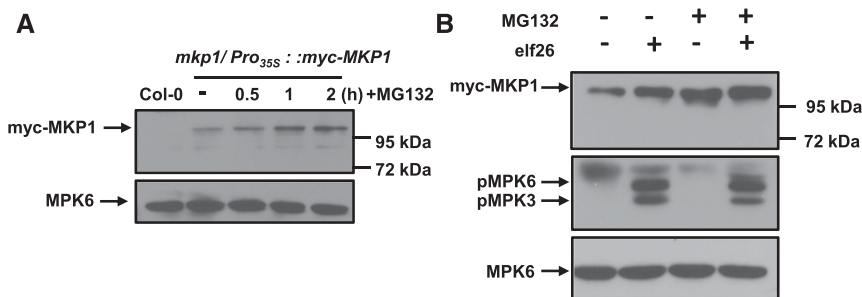 A
mkp1/ Pro35S : :myc-MKP1
Col-0 - 0.5 1 2 (h) +MG132
myc-MKP1
95 kDa
72 kDa
MPK6
B
MG132 - - + +
elf26 - + - +
myc-MKP1
95 kDa
72 kDa
pMPK6
pMPK3
MPK6